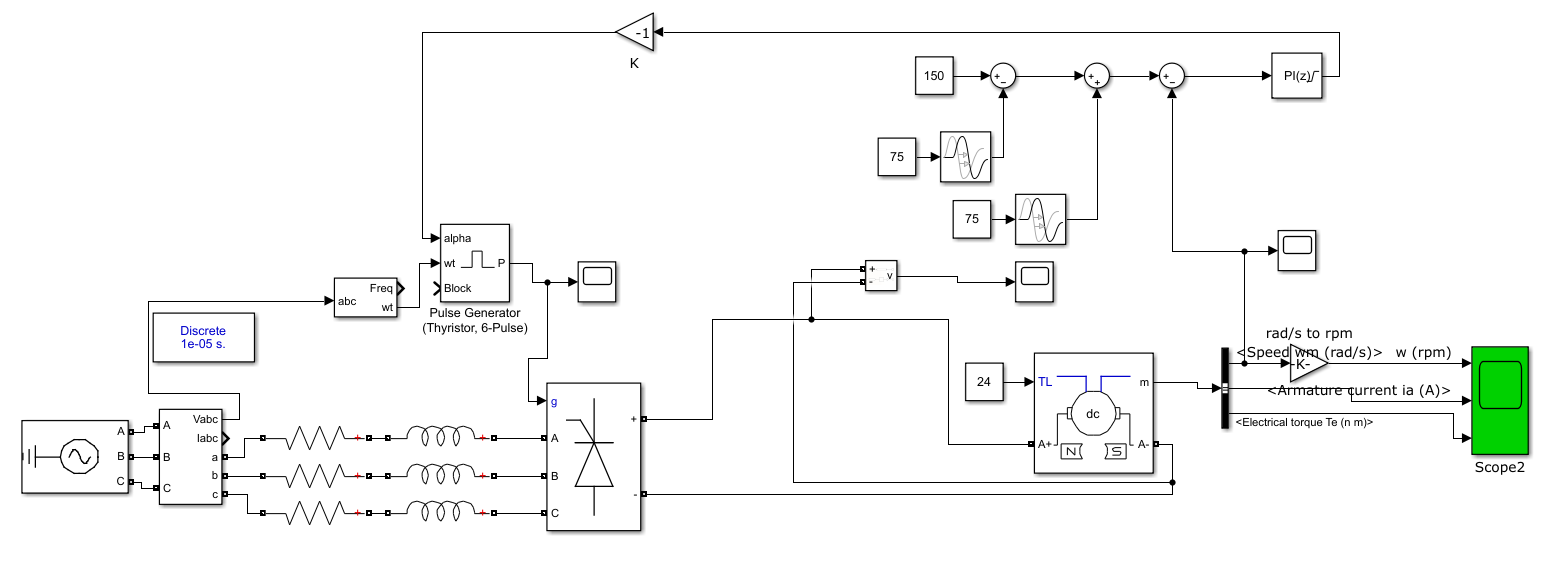 -1
K
150
+
−
+
+
+
−
PI(z)
75
75
alpha
wt
P
Block
Pulse Generator
(Thyristor, 6-Pulse)
Freq
abc
wt
+
-
v
Discrete
1e-05 s.
rad/s to rpm
<Speed wm (rad/s)>
w (rpm)
-K-
<Armature current ia (A)>
<Electrical torque Te (n m)>
Scope2
24
TL
m
dc
A+
A-
N
S
g
+
A
B
-
C
A
B
C
A
B
C
Vabc
Iabc
a
b
c
+
+
+
+
+
+